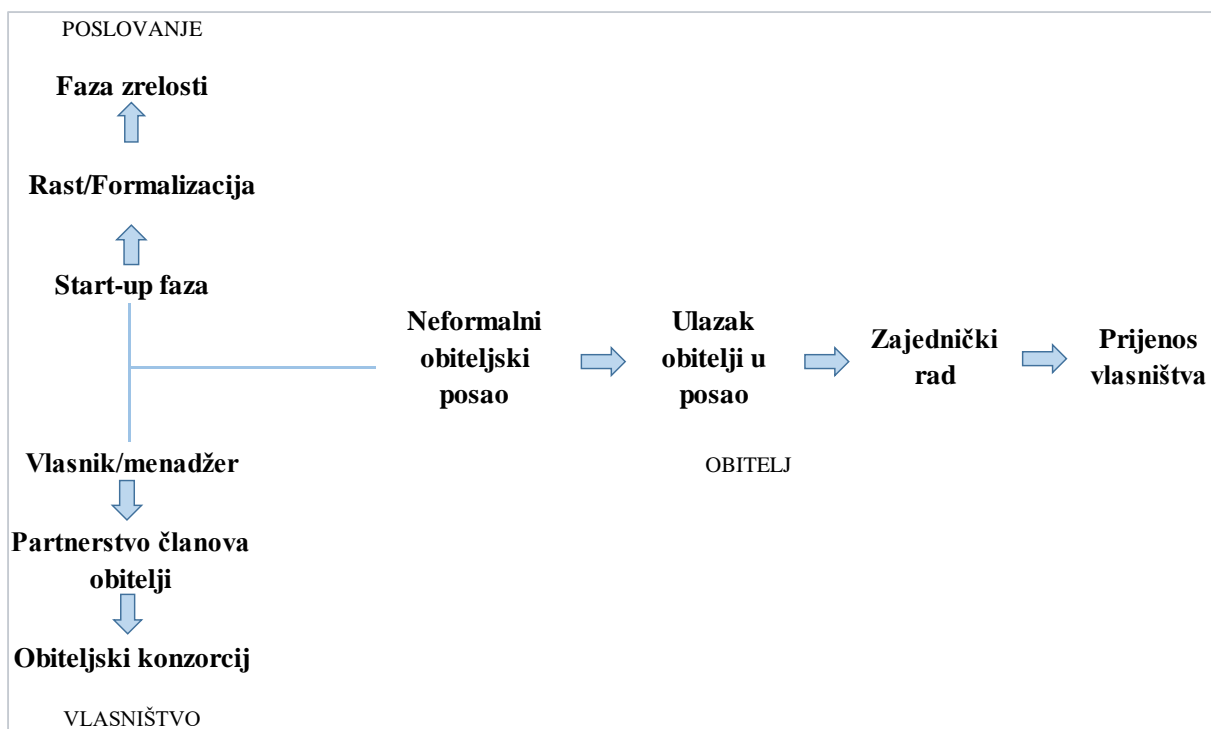 POSLOVANJE
Faza zrelosti
Rast/Formalizacija
Start-up faza
Neformalni
obiteljski
posao
Ulazak
obitelji u
posao
Zajednički
rad
Prijenos
vlasništva
Vlasnik/menadžer
OBITELJ
Partnerstvo članova
obitelji
Obiteljski konzorcij
VLASNIŠTVO